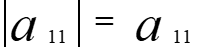 |a₁₁| = a₁₁